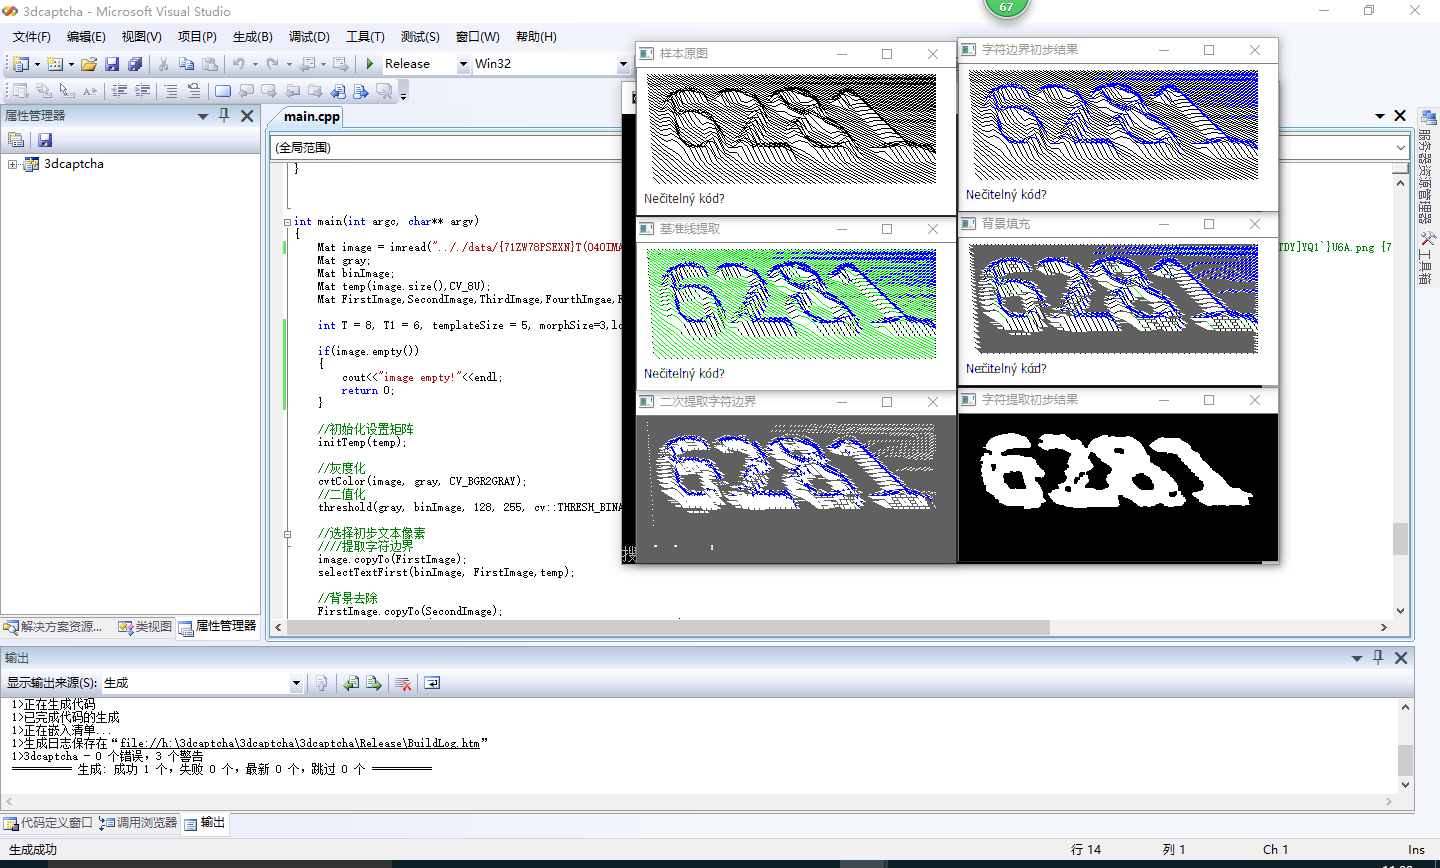 3dcaptcha - Microsoft Visual Studio
67
文件(F) 编辑(E) 视图(V) 项目(P) 生成(B) 调试(D) 工具(T) 测试(S) 窗口(W) 帮助(H)
Release Win32
属性管理器
3dcaptcha
解决方案资源... 类视图 属性管理器
main.cpp
(全局范围)
}
int main(int argc, char** argv)
{
Mat image = imread("../../data/{71ZW78PSEXN}T(O4OIMA
TDY]YQ1`}U6A.png {7
Mat gray;
Mat binImage;
Mat temp(image.size(),CV_8U);
Mat FirstImage,SecondImage,ThirdImage,FourthImgae,F
int T = 8, T1 = 6, templateSize = 5, morphSize=3,lo
if(image.empty())
{
cout<<"image empty!"<<endl;
return 0;
}
//初始化设置矩阵
initTemp(temp);
//灰度化
cvtColor(image, gray, CV_BGR2GRAY);
//二值化
threshold(gray, binImage, 128, 255, cv::THRESH_BINA
//选择初步文本像素
////提取字符边界
image.copyTo(FirstImage);
selectTextFirst(binImage, FirstImage,temp);
//背景去除
FirstImage.copyTo(SecondImage);
样本原图
6281
Nečitelný kód?
字符边界初步结果
6281
Nečitelný kód?
基准线提取
6281
Nečitelný kód?
背景填充
6281
Nečitelný kód?
二次提取字符边界
6281
字符提取初步结果
6281
搜
服务器资源管理器
工具箱
输出
显示输出来源(S): 生成
1>正在生成代码
1>已完成代码的生成
1>正在嵌入清单...
1>生成日志保存在“file://h:\3dcaptcha\3dcaptcha\3dcaptcha\Release\BuildLog.htm”
1>3dcaptcha - 0 个错误，3 个警告
========== 生成: 成功 1 个，失败 0 个，最新 0 个，跳过 0 个 ==========
代码定义窗口 调用浏览器 输出
生成成功 行 14 列 1 Ch 1 Ins